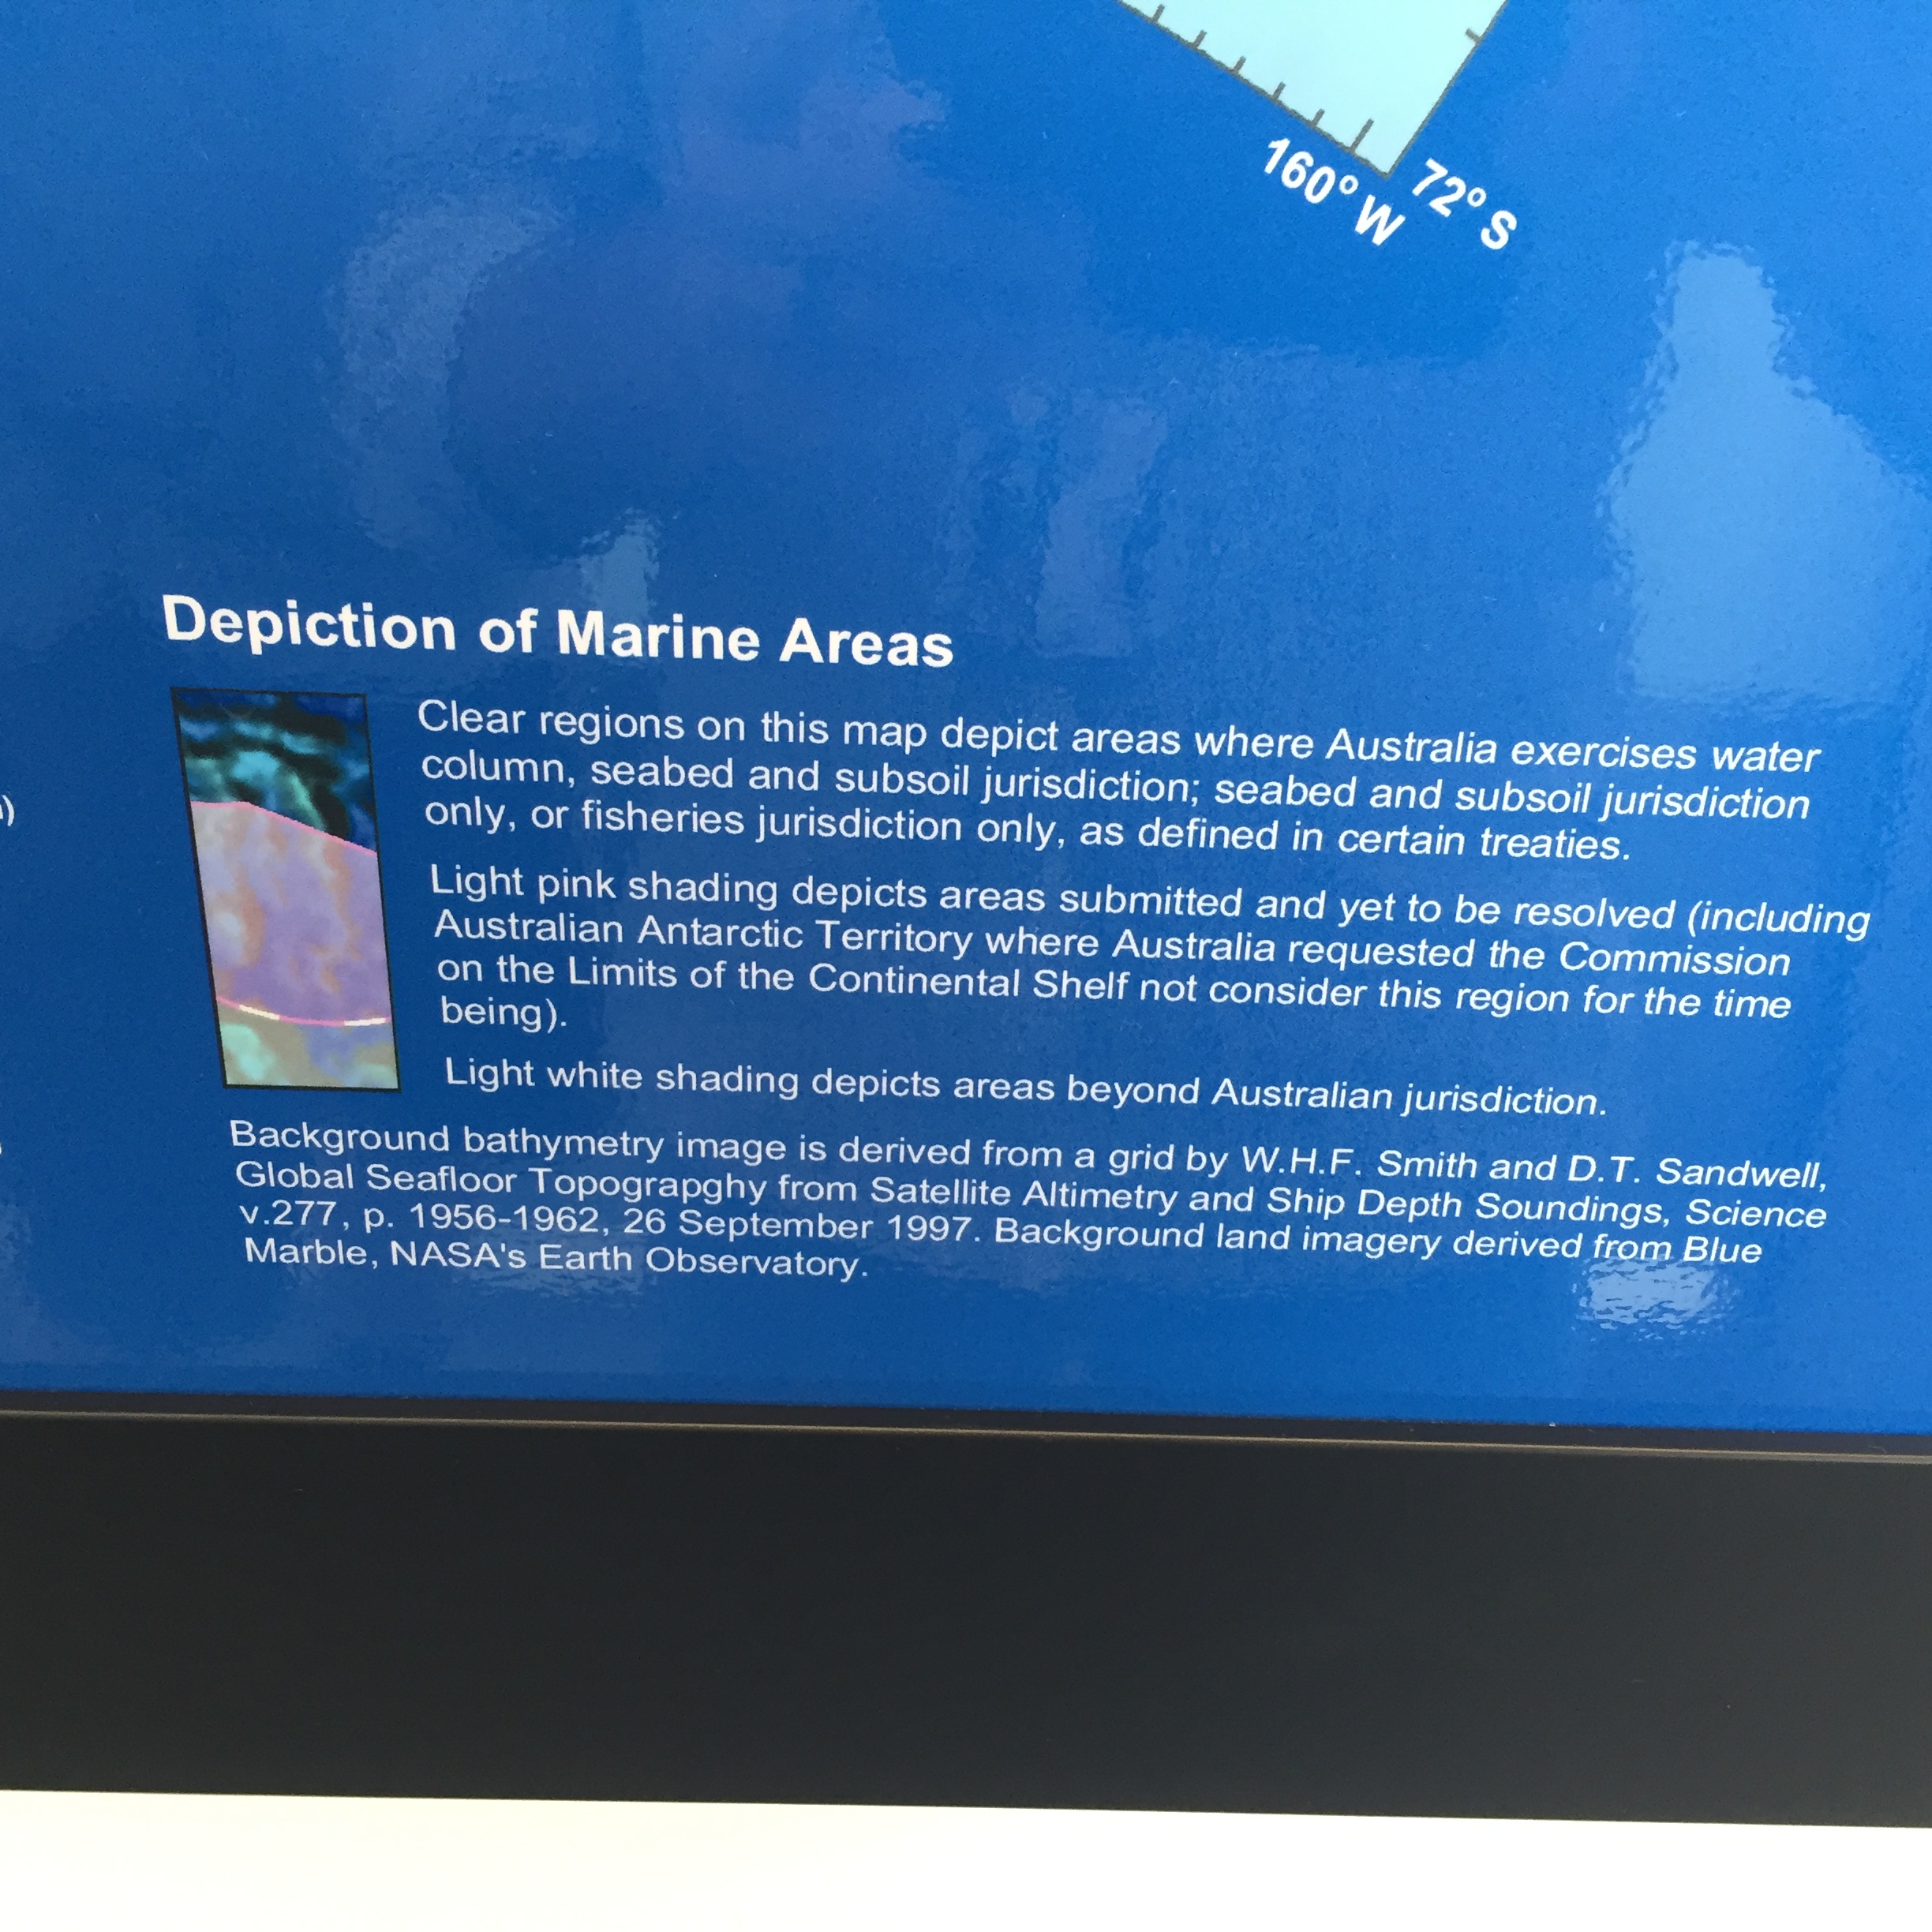 160° W
72° S
Depiction of Marine Areas
Clear regions on this map depict areas where Australia exercises water
column, seabed and subsoil jurisdiction; seabed and subsoil jurisdiction
only, or fisheries jurisdiction only, as defined in certain treaties.
Light pink shading depicts areas submitted and yet to be resolved (including
Australian Antarctic Territory where Australia requested the Commission
on the Limits of the Continental Shelf not consider this region for the time
being).
Light white shading depicts areas beyond Australian jurisdiction.
Background bathymetry image is derived from a grid by W.H.F. Smith and D.T. Sandwell,
Global Seafloor Topograpghy from Satellite Altimetry and Ship Depth Soundings, Science
v.277, p. 1956-1962, 26 September 1997. Background land imagery derived from Blue
Marble, NASA's Earth Observatory.